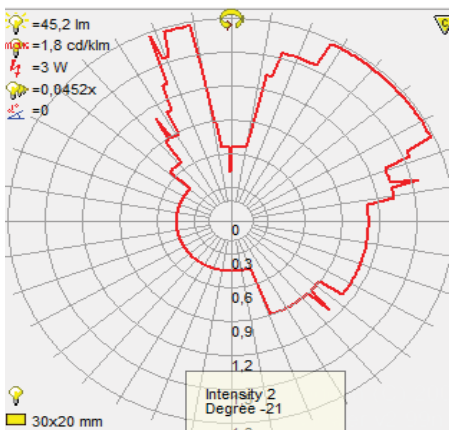 =45,2 lm
max =1,8 cd/klm
=3 W
=0,0452x
=0
C
0
0.3
0,6
0,9
1,2
Intensity 2
Degree -21
30x20 mm